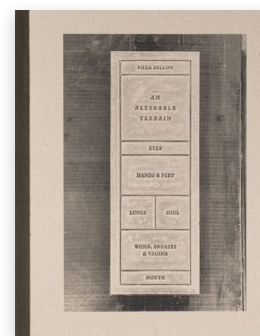 RHEA DILLON
AN
ALTERABLE
TERRAIN
EYES
HANDS & FEET
LUNGS
SOUL
WOMB, BREASTS
& VAGINA
MOUTH